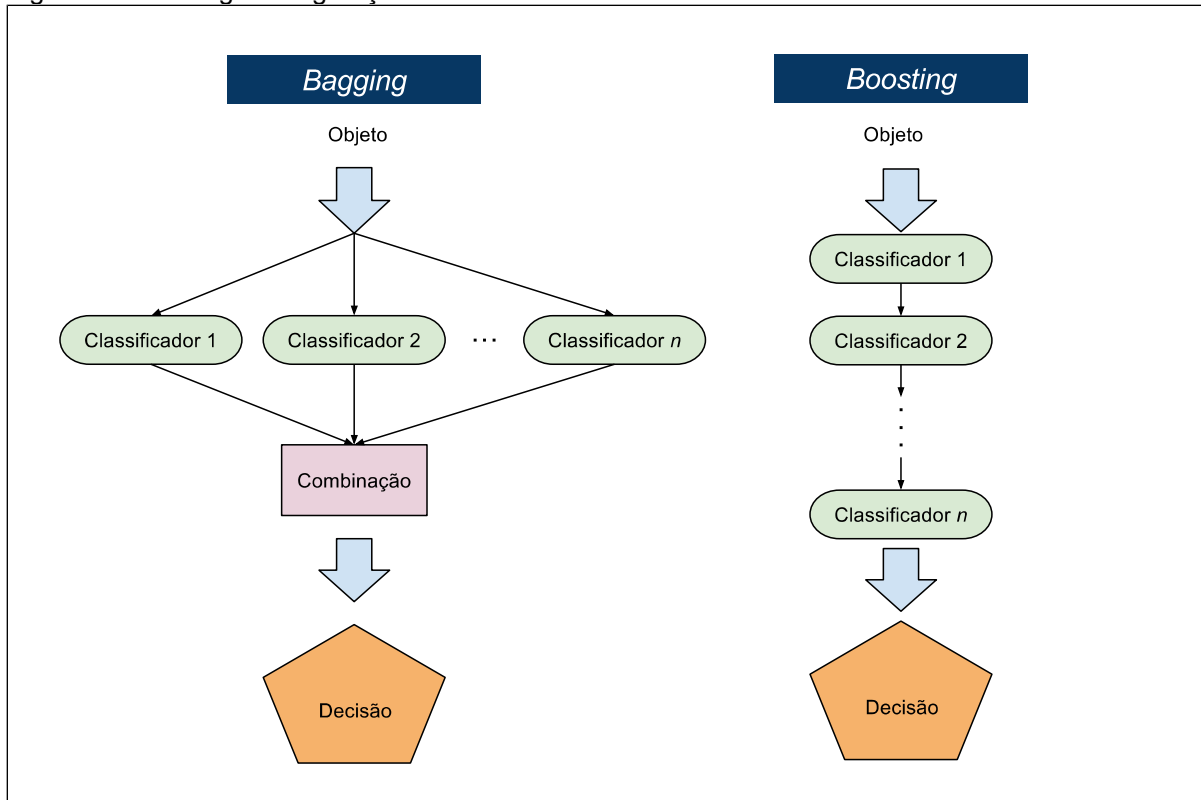 Bagging
Objeto
Classificador 1
Classificador 2
...
Classificador n
Combinação
Decisão
Boosting
Objeto
Classificador 1
Classificador 2
Classificador n
Decisão